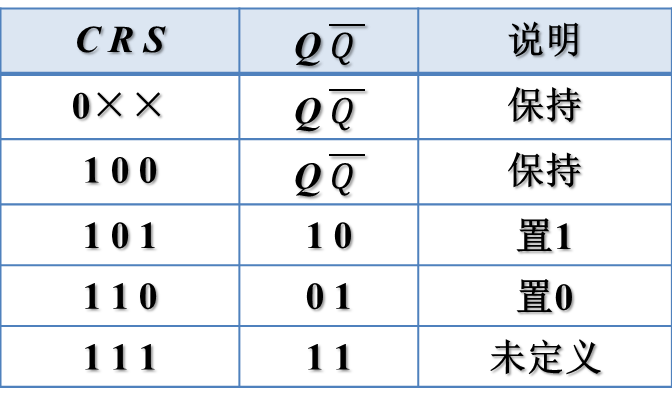 C R S Q Q̅ 说明
0×× Q Q̅ 保持
1 0 0 Q Q̅ 保持
1 0 1 1 0 置1
1 1 0 0 1 置0
1 1 1 1 1 未定义